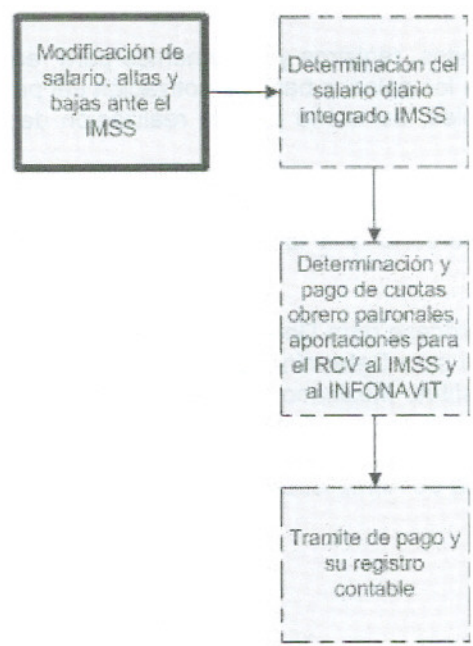 Modificación de
salario, altas y
bajas ante el
IMSS
Determinación del
salario diario
integrado IMSS
Determinación y
pago de cuotas
obrero patronales,
aportaciones para
el RCV al IMSS y
al INFONAVIT
Tramite de pago y
su registro
contable